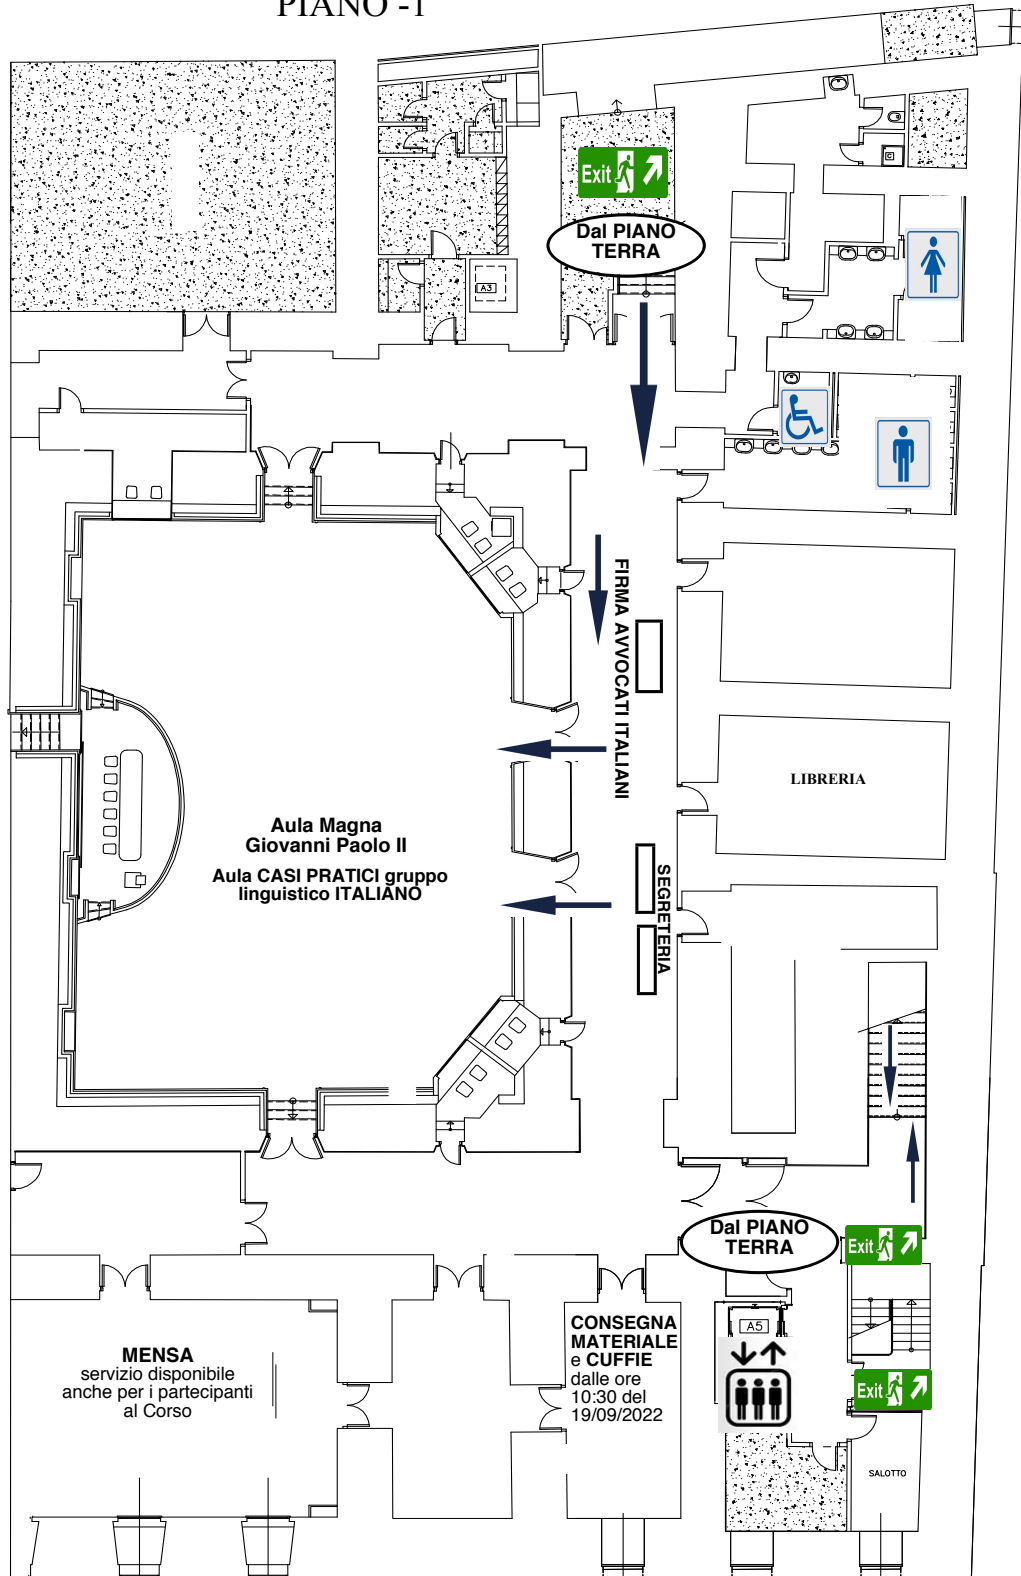 PIANO -1
Exit
Dal PIANO
TERRA
A3
FIRMA AVVOCATI ITALIANI
LIBRERIA
Aula Magna
Giovanni Paolo II
Aula CASI PRATICI gruppo
linguistico ITALIANO
SEGRETERIA
Dal PIANO
TERRA
Exit
A5
MENSA
servizio disponibile
anche per i partecipanti
al Corso
CONSEGNA
MATERIALE
e CUFFIE
dalle ore
10:30 del
19/09/2022
Exit
SALOTTO